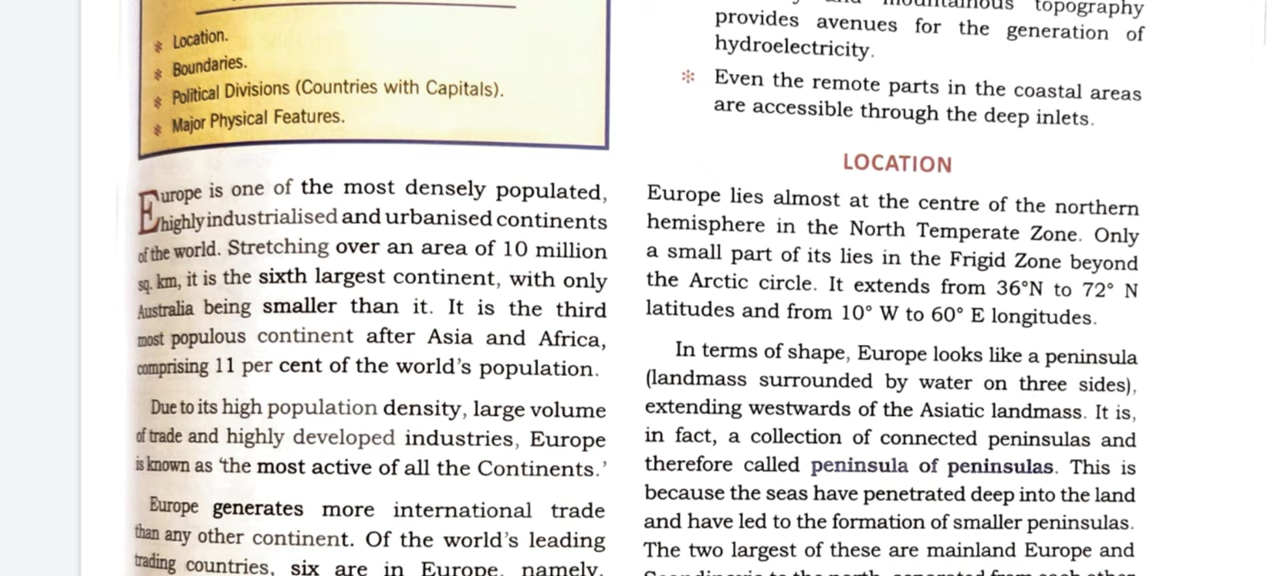 * Location.
* Boundaries.
* Political Divisions (Countries with Capitals).
* Major Physical Features.
Europe is one of the most densely populated,
highly industrialised and urbanised continents
of the world. Stretching over an area of 10 million
sq. km, it is the sixth largest continent, with only
Australia being smaller than it. It is the third
most populous continent after Asia and Africa,
comprising 11 per cent of the world's population.
Due to its high population density, large volume
of trade and highly developed industries, Europe
is known as 'the most active of all the Continents.'
Europe generates more international trade
than any other continent. Of the world's leading
trading countries, six are in Europe, namely,
mountainous topography
provides avenues for the generation of
hydroelectricity.
* Even the remote parts in the coastal areas
are accessible through the deep inlets.
LOCATION
Europe lies almost at the centre of the northern
hemisphere in the North Temperate Zone. Only
a small part of its lies in the Frigid Zone beyond
the Arctic circle. It extends from 36°N to 72° N
latitudes and from 10° W to 60° E longitudes.
In terms of shape, Europe looks like a peninsula
(landmass surrounded by water on three sides),
extending westwards of the Asiatic landmass. It is,
in fact, a collection of connected peninsulas and
therefore called peninsula of peninsulas. This is
because the seas have penetrated deep into the land
and have led to the formation of smaller peninsulas.
The two largest of these are mainland Europe and